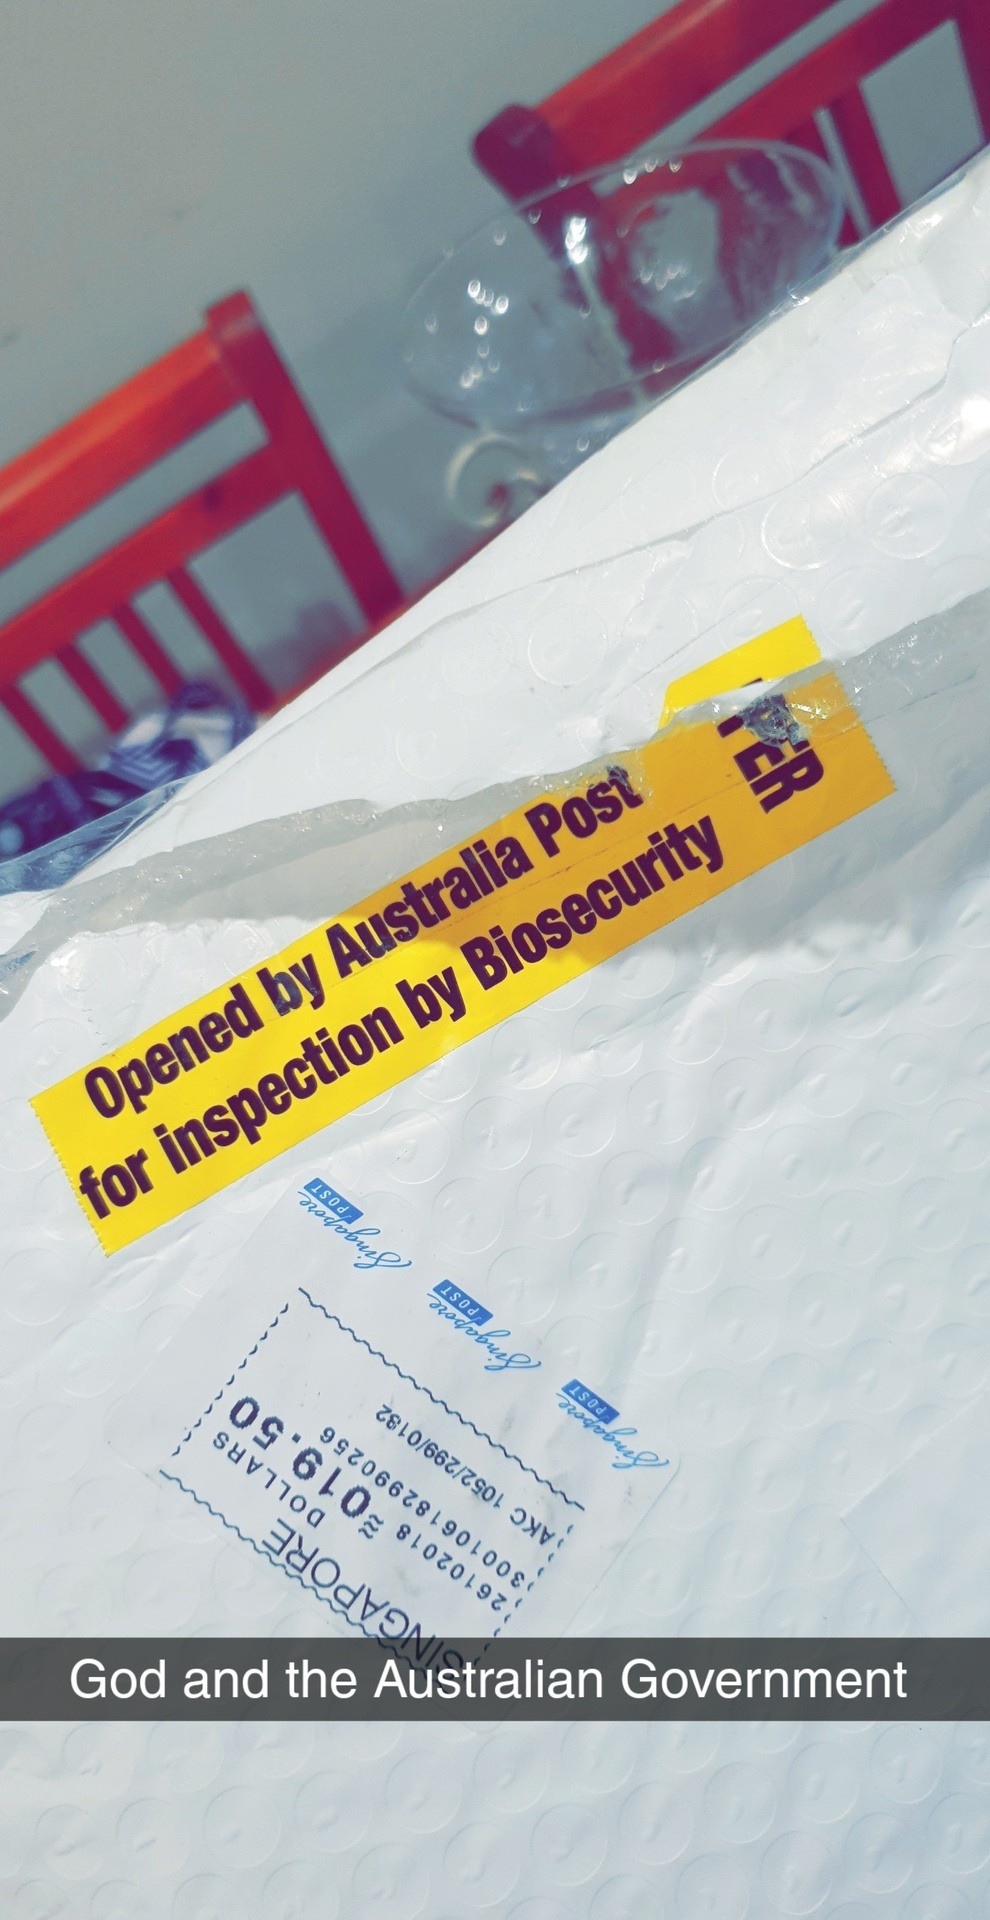 Opened by Australia Post
for inspection by Biosecurity
Singapore POST
Singapore POST
Singapore POST
SINGAPORE
DOLLARS
≈019.50
26102018
300106182990256
AKC 1052/299/0192
God and the Australian Government